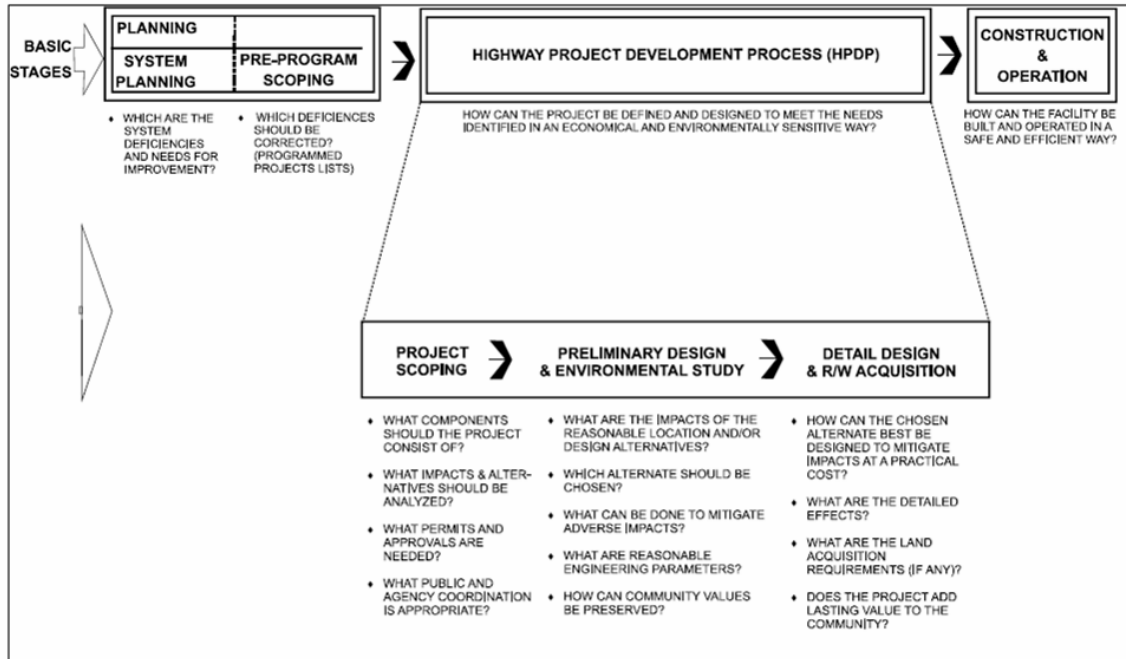 BASIC
STAGES
PLANNING
SYSTEM
PLANNING
PRE-PROGRAM
SCOPING
HIGHWAY PROJECT DEVELOPMENT PROCESS (HPDP)
CONSTRUCTION
&
OPERATION
♦ WHICH ARE THE
SYSTEM
DEFICIENCIES
AND NEEDS FOR
IMPROVEMENT?
♦ WHICH DEFICIENCES
SHOULD BE
CORRECTED?
(PROGRAMMED
PROJECTS LISTS)
HOW CAN THE PROJECT BE DEFINED AND DESIGNED TO MEET THE NEEDS
IDENTIFIED IN AN ECONOMICAL AND ENVIRONMENTALLY SENSITIVE WAY?
HOW CAN THE FACILITY BE
BUILT AND OPERATED IN A
SAFE AND EFFICIENT WAY?
PROJECT
SCOPING
PRELIMINARY DESIGN
& ENVIRONMENTAL STUDY
DETAIL DESIGN
& R/W ACQUISITION
♦ WHAT COMPONENTS
SHOULD THE PROJECT
CONSIST OF?
♦ WHAT IMPACTS & ALTER-
NATIVES SHOULD BE
ANALYZED?
♦ WHAT PERMITS AND
APPROVALS ARE
NEEDED?
♦ WHAT PUBLIC AND
AGENCY COORDINATION
IS APPROPRIATE?
♦ WHAT ARE THE IMPACTS OF THE
REASONABLE LOCATION AND/OR
DESIGN ALTERNATIVES?
♦ WHICH ALTERNATE SHOULD BE
CHOSEN?
♦ WHAT CAN BE DONE TO MITIGATE
ADVERSE IMPACTS?
♦ WHAT ARE REASONABLE
ENGINEERING PARAMETERS?
♦ HOW CAN COMMUNITY VALUES
BE PRESERVED?
♦ HOW CAN THE CHOSEN
ALTERNATE BEST BE
DESIGNED TO MITIGATE
IMPACTS AT A PRACTICAL
COST?
♦ WHAT ARE THE DETAILED
EFFECTS?
♦ WHAT ARE THE LAND
ACQUISITION
REQUIREMENTS (IF ANY)?
♦ DOES THE PROJECT ADD
LASTING VALUE TO THE
COMMUNITY?